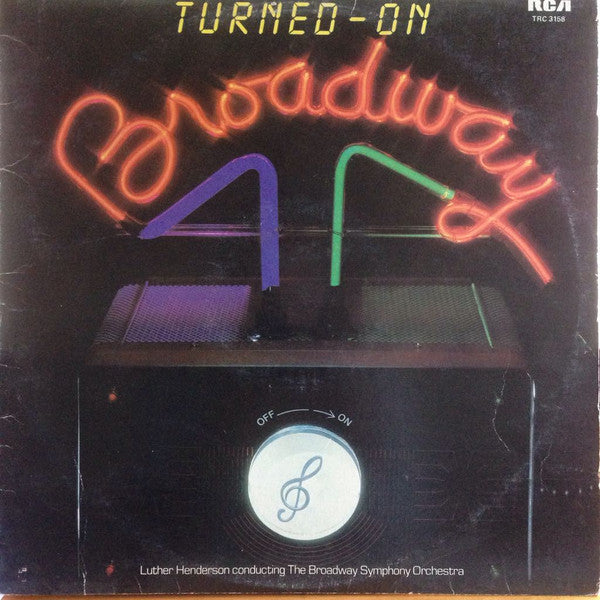 TURNED-ON
RCA
TRC 3158
Broadway
OFF
ON
Luther Henderson conducting The Broadway Symphony Orchestra